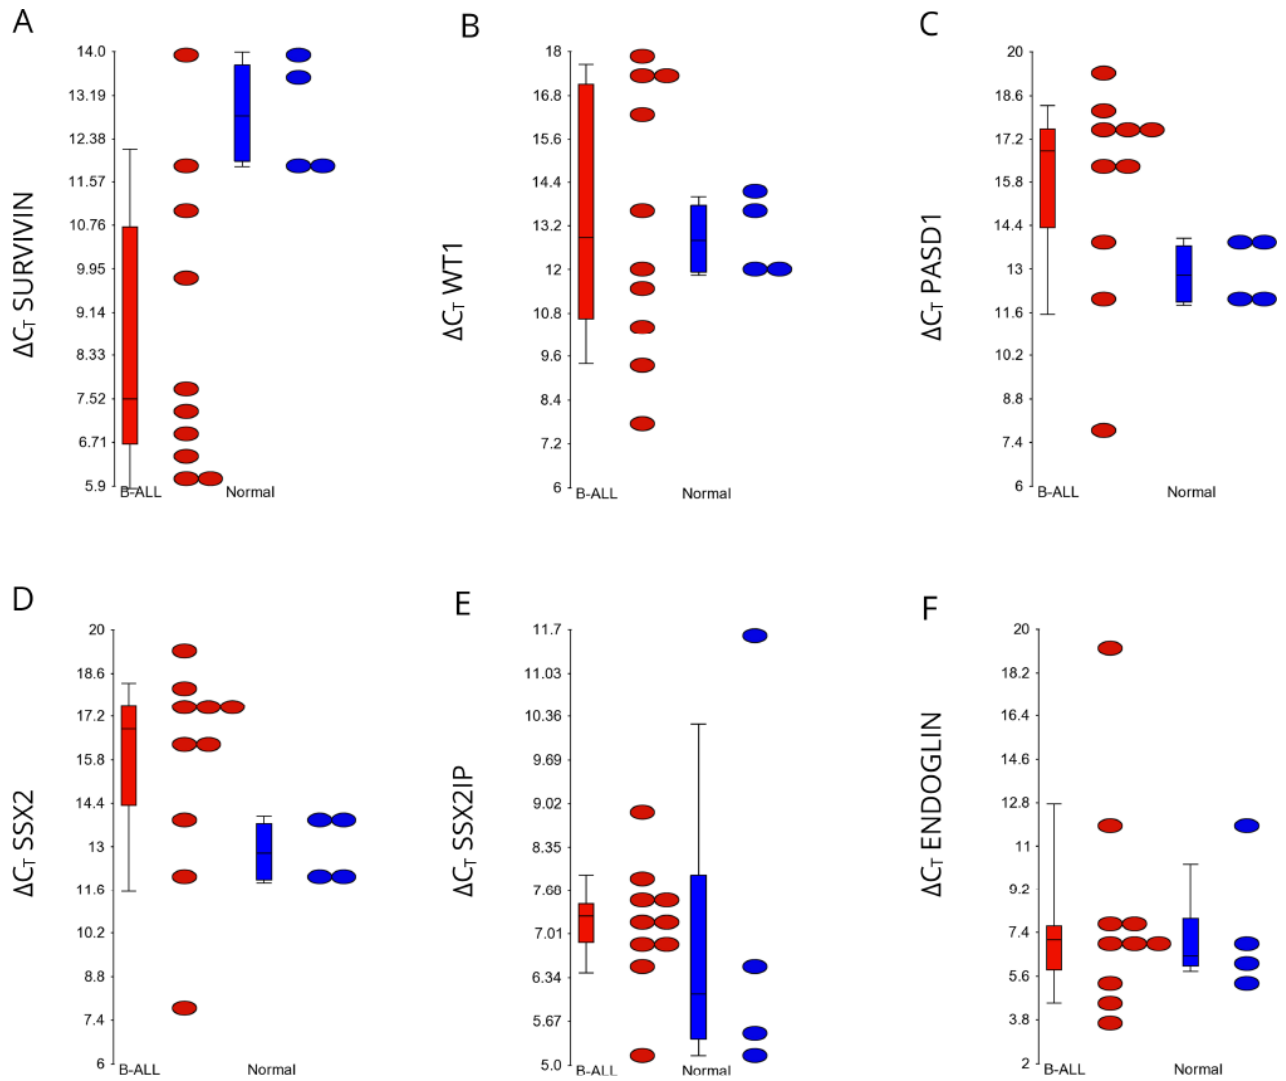 A
ΔCT SURVIVIN
14.0
13.19
12.38
11.57
10.76
9.95
9.14
8.33
7.52
6.71
5.9
B-ALL
Normal
B
ΔCT WT1
18
16.8
15.6
14.4
13.2
12
10.8
9.6
8.4
7.2
6
B-ALL
Normal
C
ΔCT PASD1
20
18.6
17.2
15.8
14.4
13
11.6
10.2
8.8
7.4
6
B-ALL
Normal
D
ΔCT SSX2
20
18.6
17.2
15.8
14.4
13
11.6
10.2
8.8
7.4
6
B-ALL
Normal
E
ΔCT SSX2IP
11.7
11.03
10.36
9.69
9.02
8.35
7.68
7.01
6.34
5.67
5.0
B-ALL
Normal
F
ΔCT ENDOGLIN
20
18.2
16.4
14.6
12.8
11
9.2
7.4
5.6
3.8
2
B-ALL
Normal